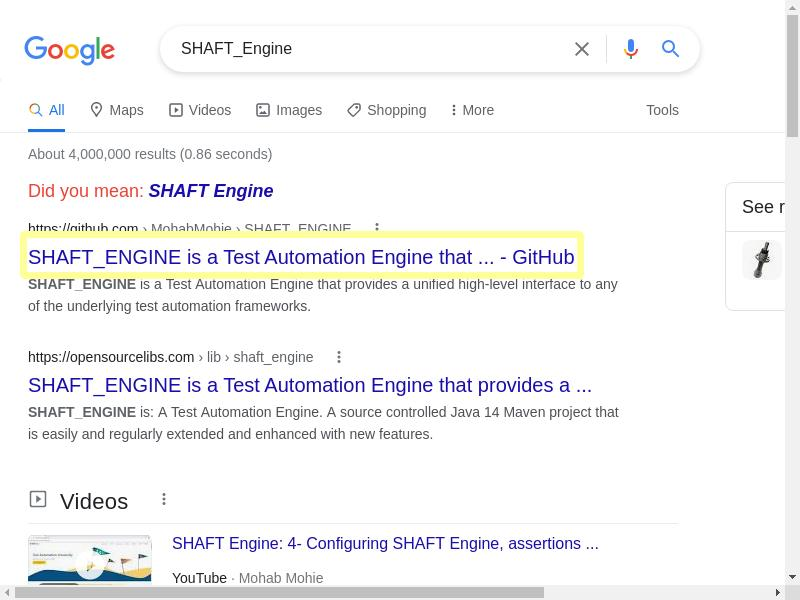 Google
SHAFT_Engine
All Maps Videos Images Shopping More Tools
About 4,000,000 results (0.86 seconds)
Did you mean: SHAFT Engine
https://github.com › MohabMohie › SHAFT_ENGINE
SHAFT_ENGINE is a Test Automation Engine that ... - GitHub
SHAFT_ENGINE is a Test Automation Engine that provides a unified high-level interface to any
of the underlying test automation frameworks.
See r
https://opensourcelibs.com › lib › shaft_engine
SHAFT_ENGINE is a Test Automation Engine that provides a ...
SHAFT_ENGINE is: A Test Automation Engine. A source controlled Java 14 Maven project that
is easily and regularly extended and enhanced with new features.
Videos
SHAFT Engine: 4- Configuring SHAFT Engine, assertions ...
YouTube · Mohab Mohie